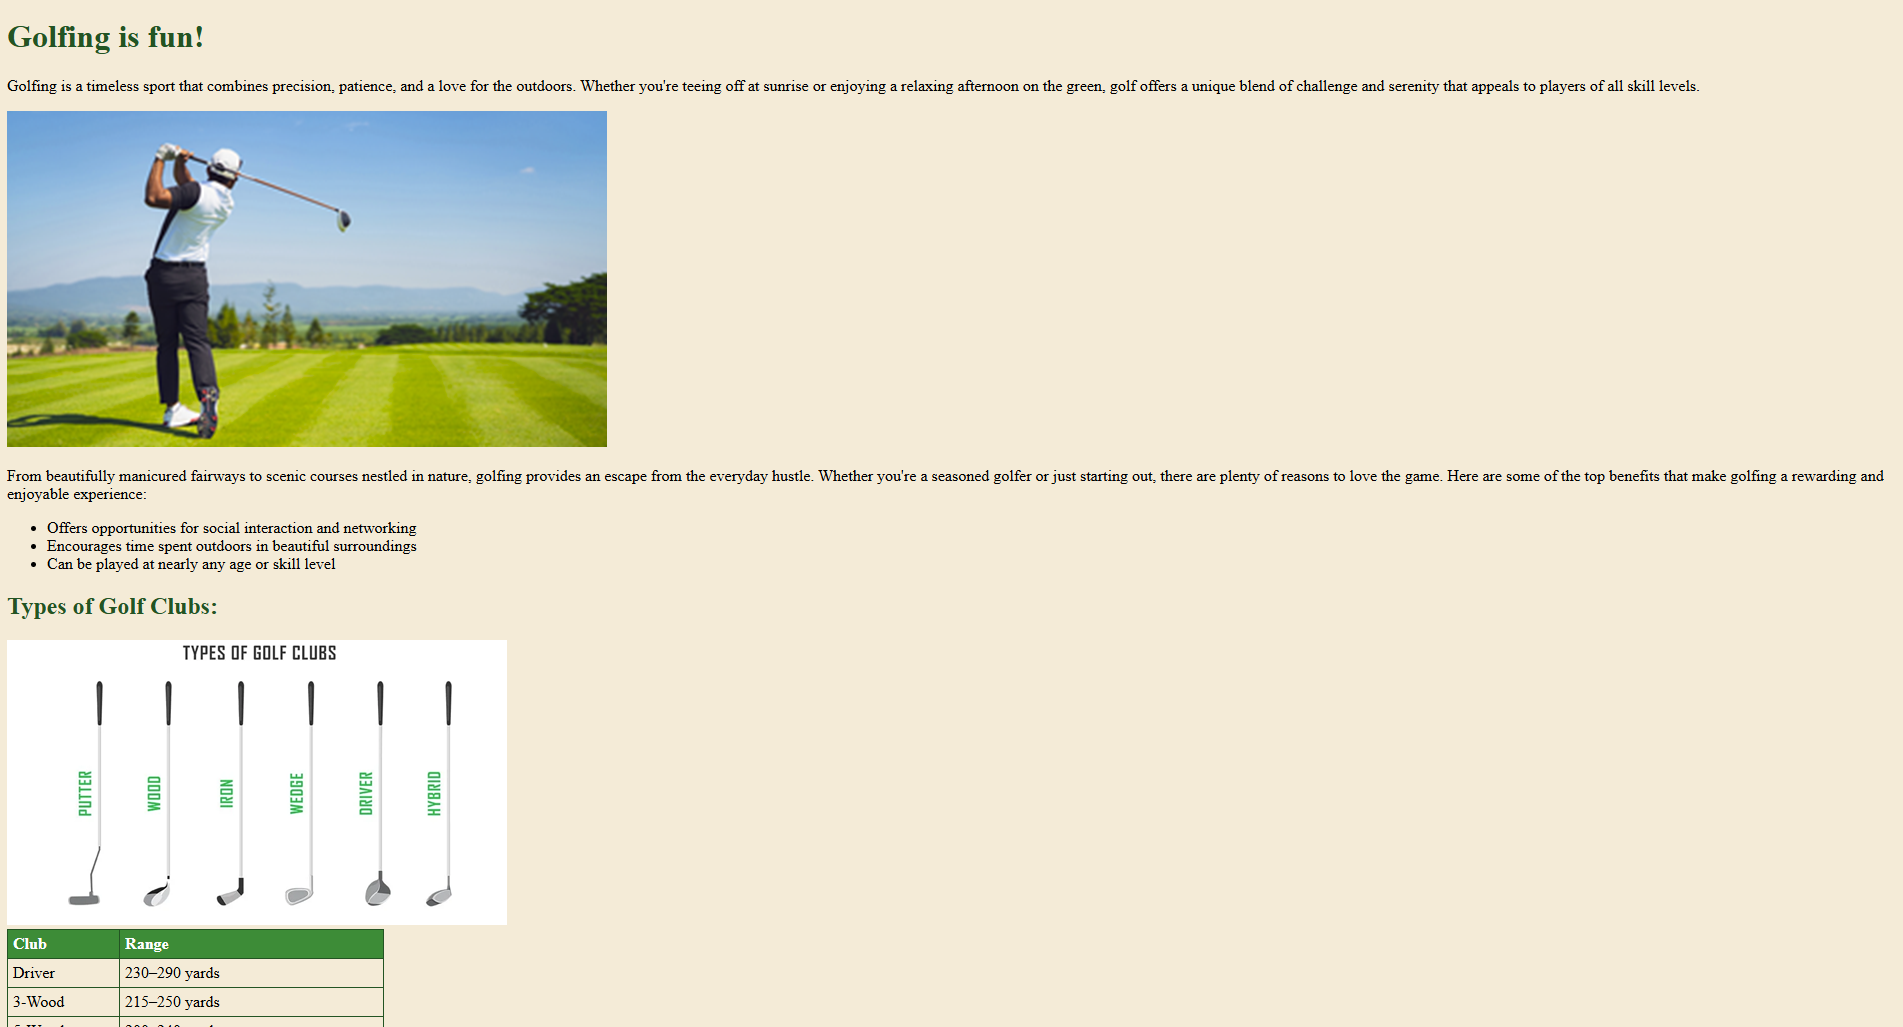 Golfing is fun!
Golfing is a timeless sport that combines precision, patience, and a love for the outdoors. Whether you're teeing off at sunrise or enjoying a relaxing afternoon on the green, golf offers a unique blend of challenge and serenity that appeals to players of all skill levels.
From beautifully manicured fairways to scenic courses nestled in nature, golfing provides an escape from the everyday hustle. Whether you're a seasoned golfer or just starting out, there are plenty of reasons to love the game. Here are some of the top benefits that make golfing a rewarding and
enjoyable experience:
• Offers opportunities for social interaction and networking
• Encourages time spent outdoors in beautiful surroundings
• Can be played at nearly any age or skill level
Types of Golf Clubs:
TYPES OF GOLF CLUBS
PUTTER
WOOD
IRON
WEDGE
DRIVER
HYBRID
Club Range
Driver 230–290 yards
3-Wood 215–250 yards